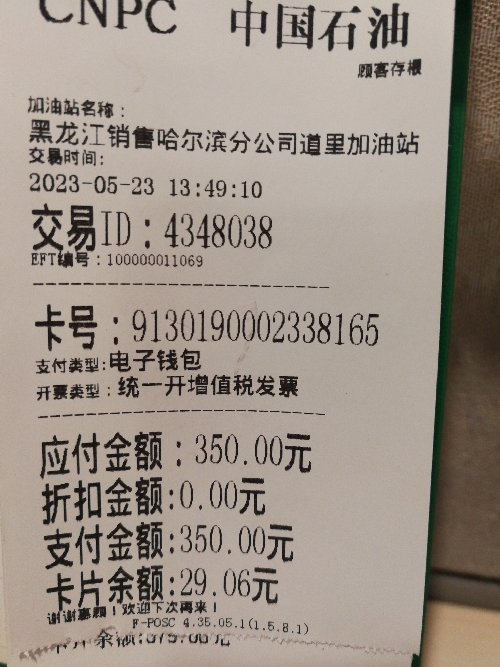 CNPC 中国石油
顾客存根
加油站名称:
黑龙江销售哈尔滨分公司道里加油站
交易时间:
2023-05-23 13:49:10
交易ID:4348038
EFT编号:100000011069
卡号:9130190002338165
支付类型:电子钱包
开票类型:统一开增值税发票
应付金额:350.00元
折扣金额:0.00元
支付金额:350.00元
卡片余额:29.06元
谢谢惠顾!欢迎下次再来!
F-POSC 4.35.05.1(1.5.8.1)